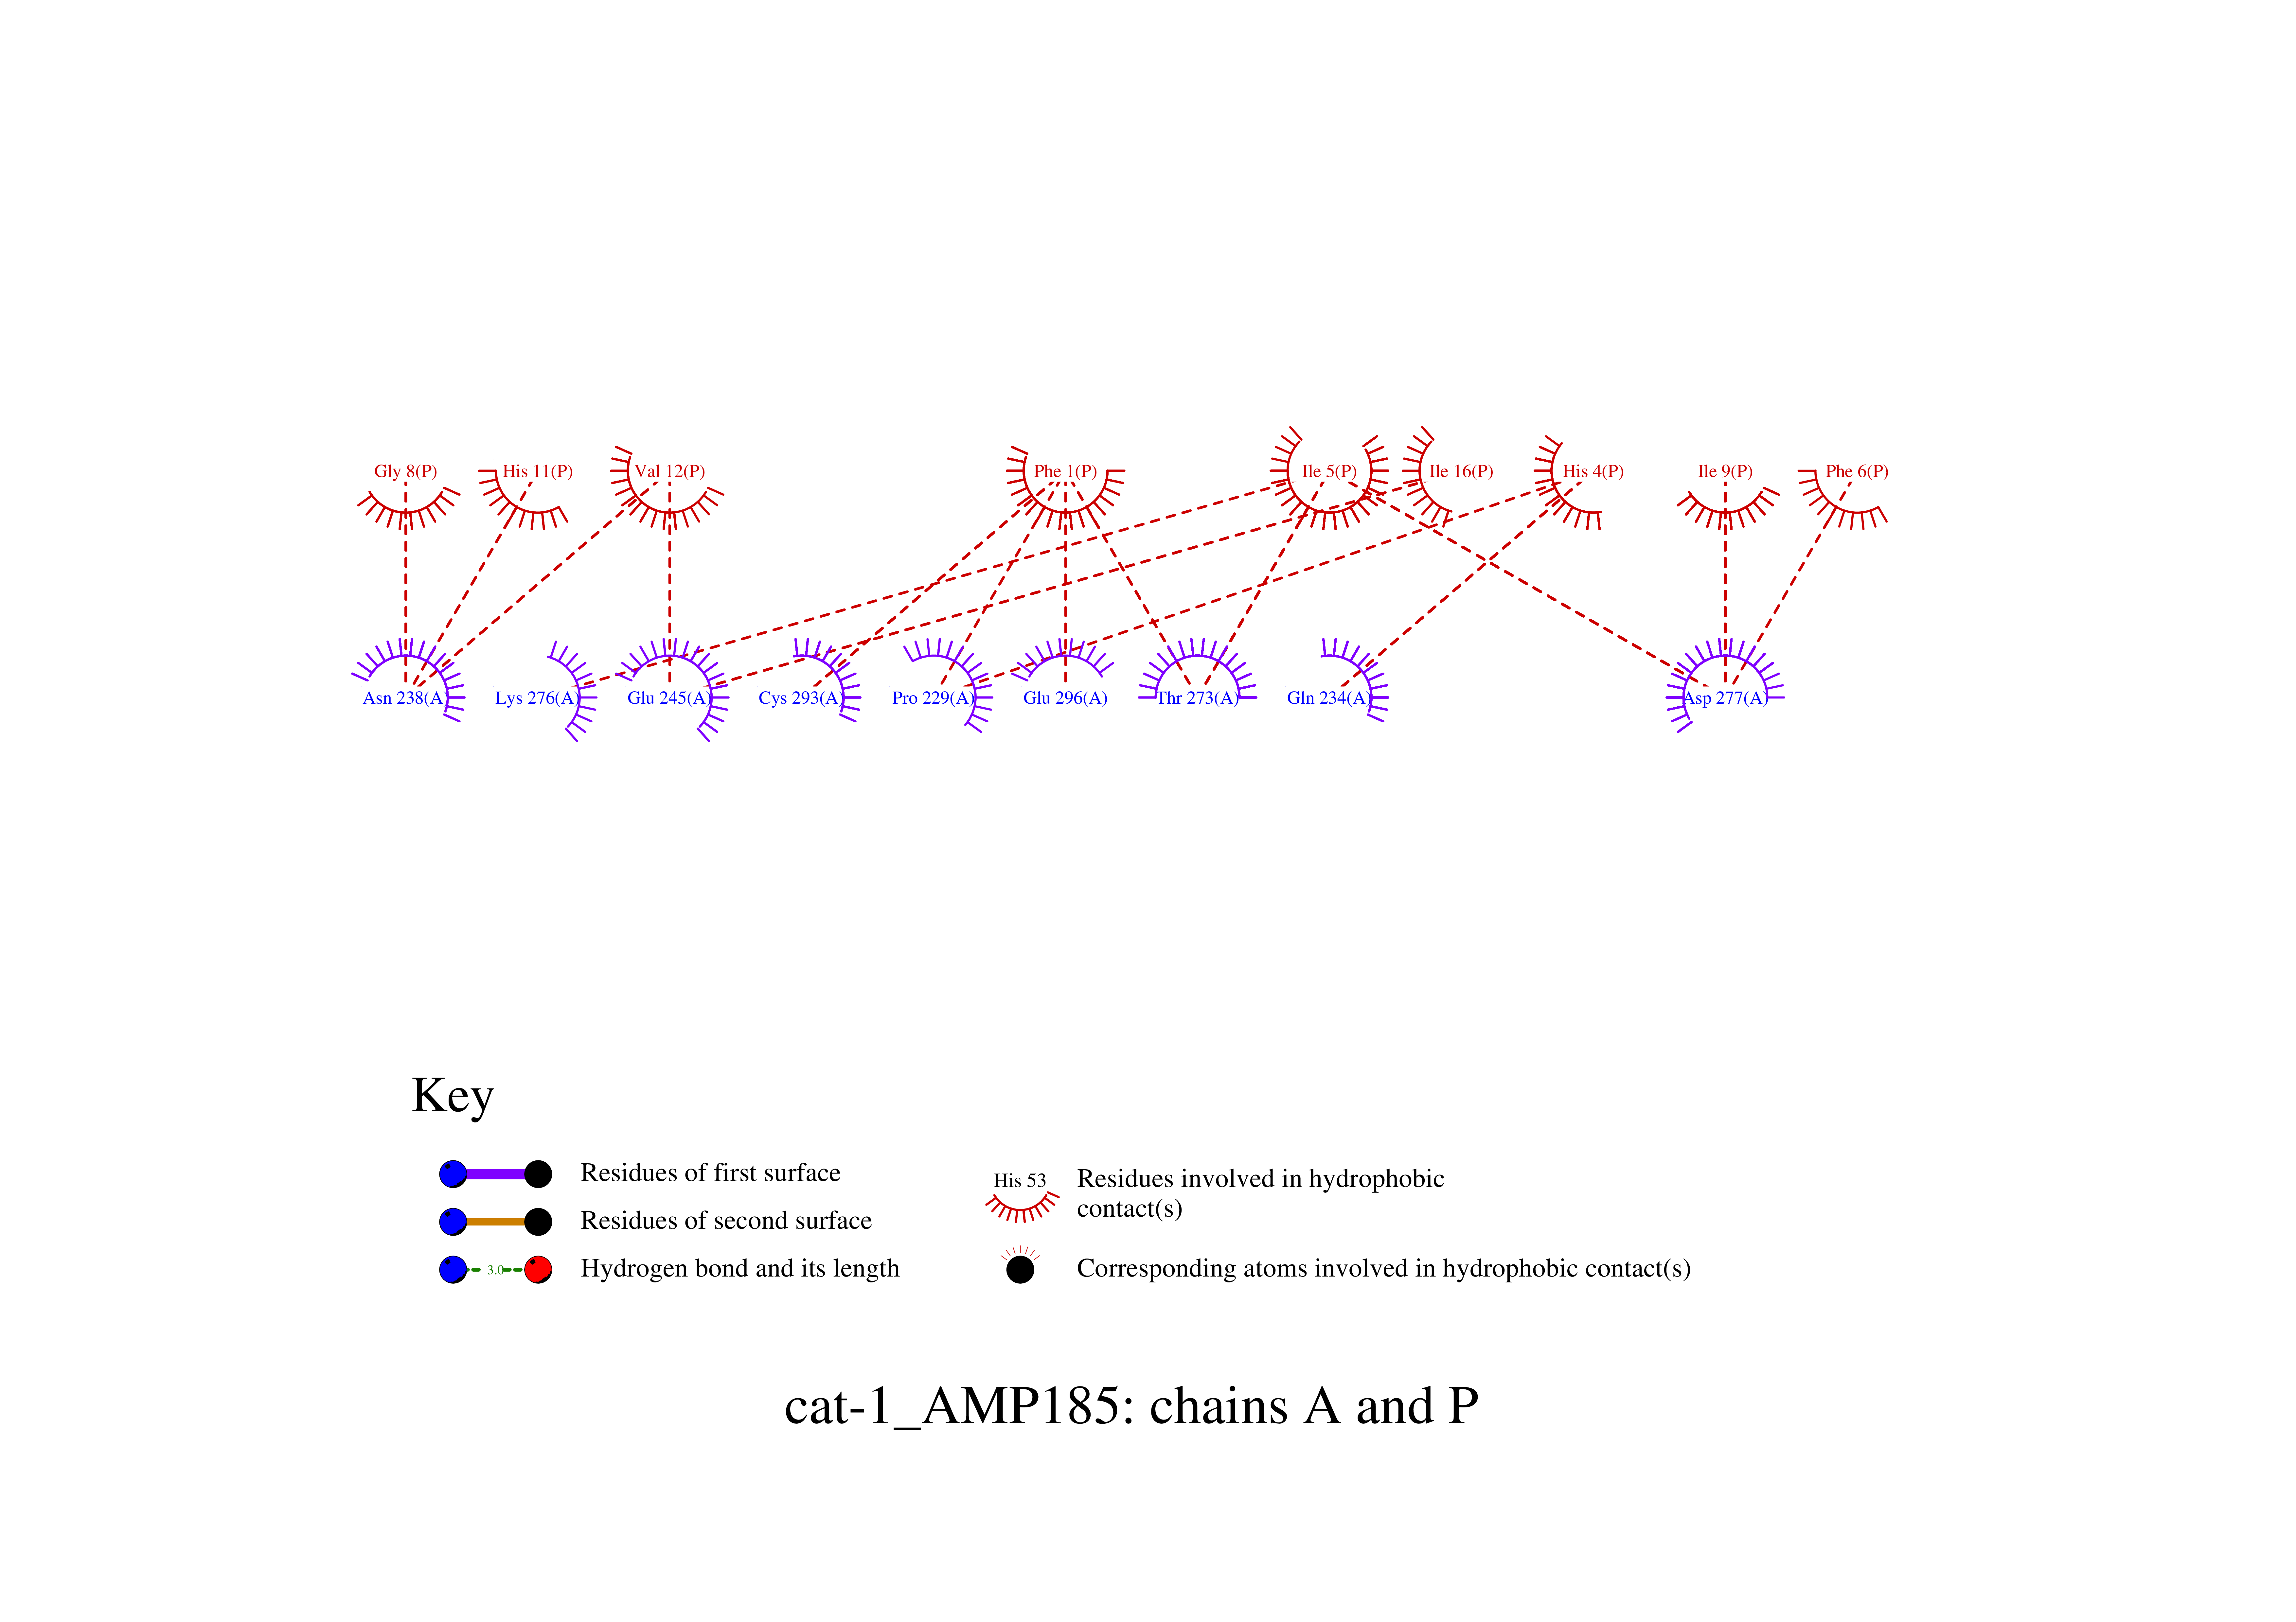 Gly 8(P) His 11(P) Val 12(P) Phe 1(P) Ile 5(P) Ile 16(P) His 4(P) Ile 9(P) Phe 6(P)
Asn 238(A) Lys 276(A) Glu 245(A) Cys 293(A) Pro 229(A) Glu 296(A) Thr 273(A) Gln 234(A) Asp 277(A)
Key
Residues of first surface
Residues of second surface
3.0 Hydrogen bond and its length
His 53 Residues involved in hydrophobic
contact(s)
Corresponding atoms involved in hydrophobic contact(s)
cat-1_AMP185: chains A and P